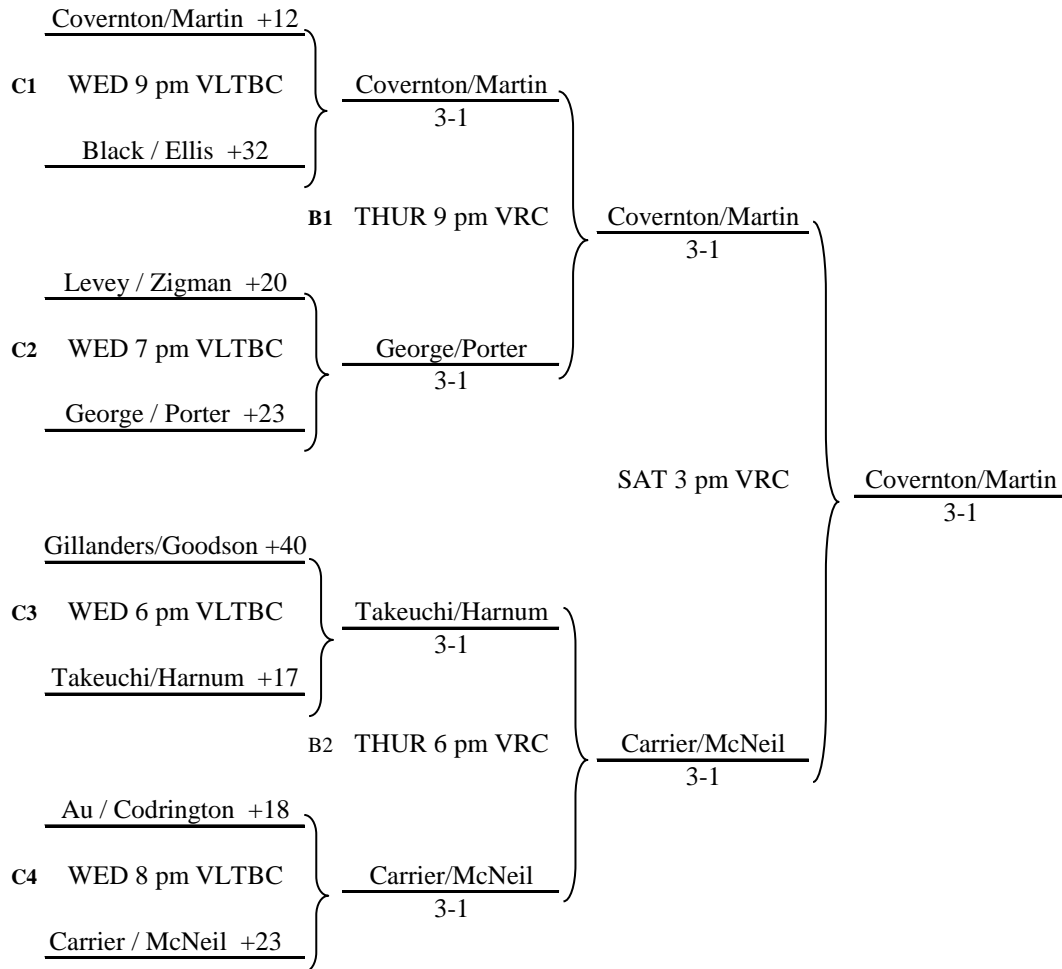 Covernton/Martin +12
C1 WED 9 pm VLTBC
Covernton/Martin
3-1
Black / Ellis +32
B1 THUR 9 pm VRC
Covernton/Martin
3-1
Levey / Zigman +20
C2 WED 7 pm VLTBC
George/Porter
3-1
George / Porter +23
SAT 3 pm VRC
Covernton/Martin
3-1
Gillanders/Goodson +40
C3 WED 6 pm VLTBC
Takeuchi/Harnum
3-1
Takeuchi/Harnum +17
B2 THUR 6 pm VRC
Carrier/McNeil
3-1
Au / Codrington +18
C4 WED 8 pm VLTBC
Carrier/McNeil
3-1
Carrier / McNeil +23